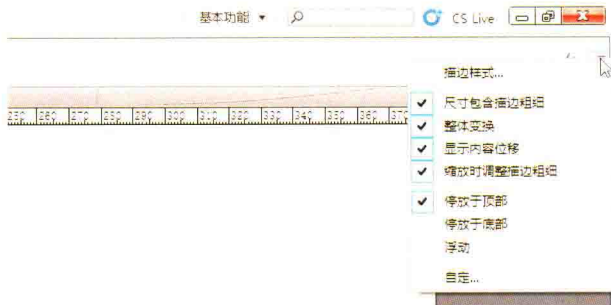 基本功能
CS Live
描边样式...
尺寸包含描边粗细
整体变换
显示内容位移
缩放时调整描边粗细
停放于顶部
停放于底部
浮动
自定...